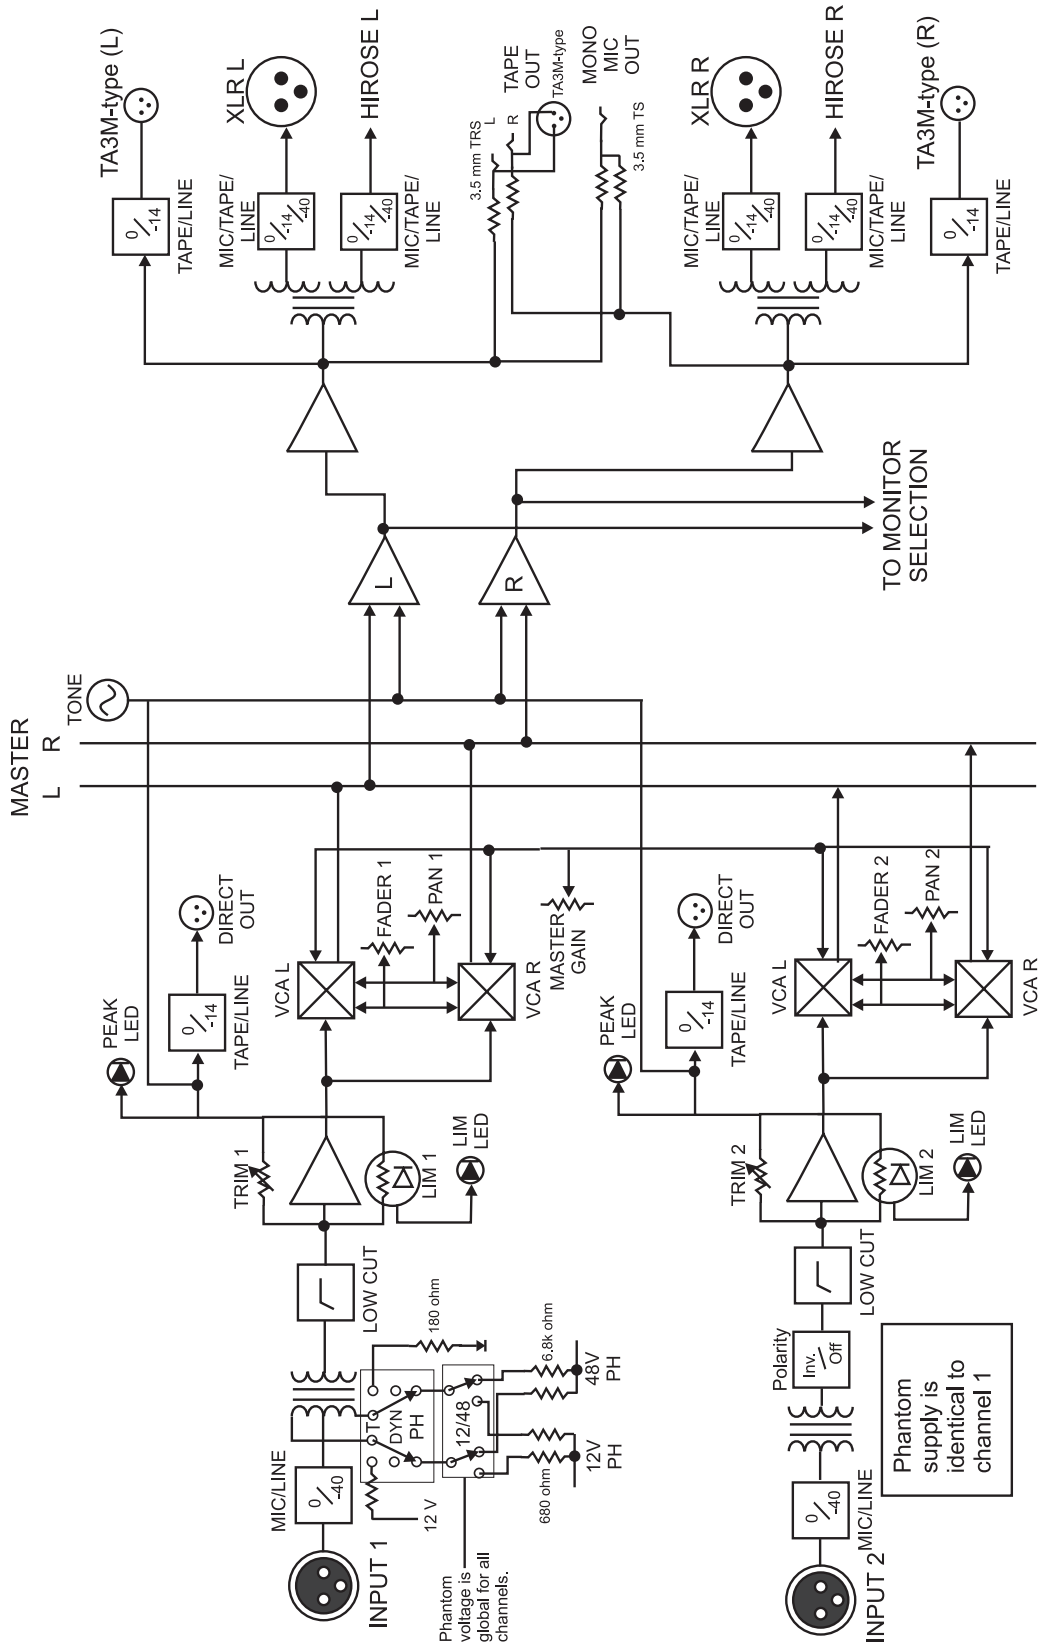 TA3M-type (L)
0/-14
TAPE/LINE
XLR L
MIC/TAPE/
LINE
0/-14/-40
HIROSE L
0/-14/-40
MIC/TAPE/
LINE
3.5 mm TRS
L
R
TAPE
OUT
TA3M-type
MONO
MIC
OUT
3.5 mm TS
XLR R
MIC/TAPE/
LINE
0/-14/-40
HIROSE R
0/-14/-40
MIC/TAPE/
LINE
TA3M-type (R)
0/-14
TAPE/LINE
TO MONITOR
SELECTION
L
R
TONE
MASTER
L
R
PEAK
LED
DIRECT
OUT
0/-14
TAPE/LINE
VCA L
FADER 1
PAN 1
VCA R
MASTER
GAIN
PEAK
LED
DIRECT
OUT
0/-14
TAPE/LINE
VCA L
FADER 2
PAN 2
VCA R
TRIM 1
LIM 1
LIM
LED
TRIM 2
LIM 2
LIM
LED
LOW CUT
180 ohm
T
DYN
PH
12/48
6.8k ohm
48V
PH
12V
PH
680 ohm
12 V
MIC/LINE
0/-40
INPUT 1
Phantom
voltage is
global for all
channels.
LOW CUT
Polarity
Inv./Off
MIC/LINE
0/-40
INPUT 2
Phantom
supply is
identical to
channel 1